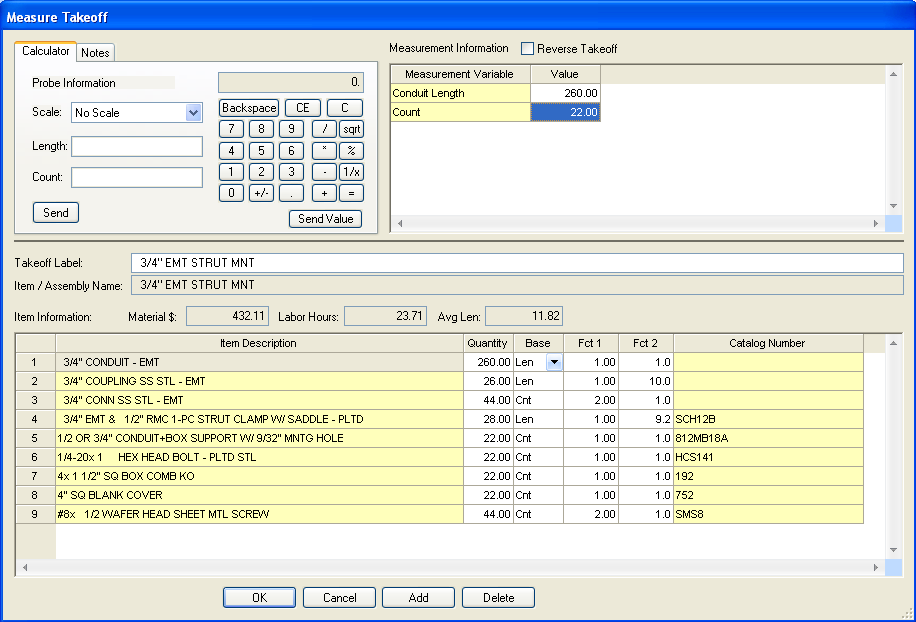 Measure Takeoff
Calculator Notes
Probe Information
Scale: No Scale
Length:
Count:
Send
0.
Backspace CE C
7 8 9 / sqrt
4 5 6 * %
1 2 3 - 1/x
0 +/- . + =
Send Value
Measurement Information Reverse Takeoff
Measurement Variable Value
Conduit Length 260.00
Count 22.00
Takeoff Label: 3/4" EMT STRUT MNT
Item / Assembly Name: 3/4" EMT STRUT MNT
Item Information: Material $: 432.11 Labor Hours: 23.71 Avg Len: 11.82
Item Description Quantity Base Fct 1 Fct 2 Catalog Number
1 3/4" CONDUIT - EMT 260.00 Len 1.00 1.0
2 3/4" COUPLING SS STL - EMT 26.00 Len 1.00 10.0
3 3/4" CONN SS STL - EMT 44.00 Cnt 2.00 1.0
4 3/4" EMT & 1/2" RMC 1-PC STRUT CLAMP W/ SADDLE - PLTD 28.00 Len 1.00 9.2 SCH12B
5 1/2 OR 3/4" CONDUIT+BOX SUPPORT W/ 9/32" MNTG HOLE 22.00 Cnt 1.00 1.0 812MB18A
6 1/4-20x 1 HEX HEAD BOLT - PLTD STL 22.00 Cnt 1.00 1.0 HCS141
7 4x 1 1/2" SQ BOX COMB KO 22.00 Cnt 1.00 1.0 192
8 4" SQ BLANK COVER 22.00 Cnt 1.00 1.0 752
9 #8x 1/2 WAFER HEAD SHEET MTL SCREW 44.00 Cnt 2.00 1.0 SMS8
OK Cancel Add Delete